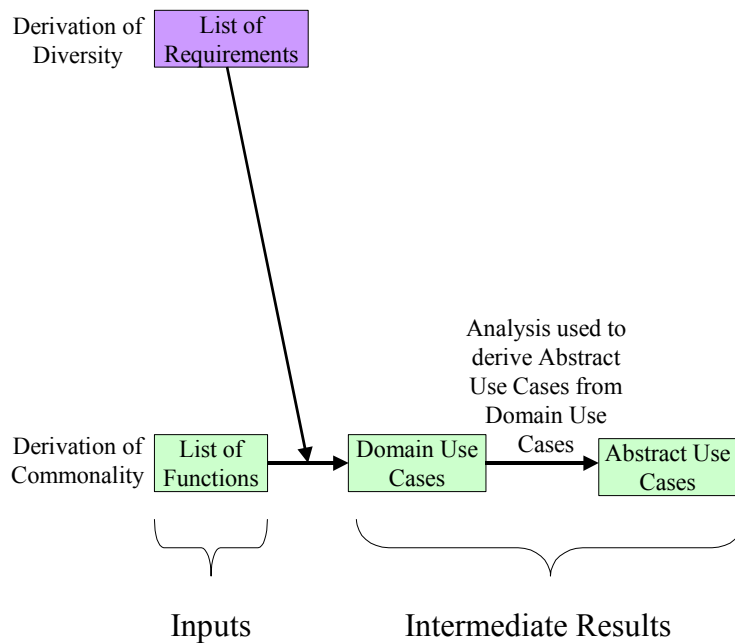 Derivation of
Diversity
List of
Requirements
Analysis used to
derive Abstract
Use Cases from
Domain Use
Cases
Derivation of
Commonality
List of
Functions
Domain Use
Cases
Abstract Use
Cases
Inputs
Intermediate Results